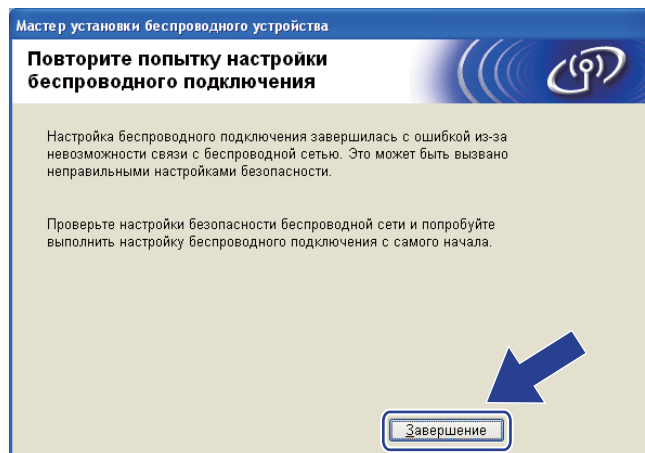 Мастер установки беспроводного устройства
Повторите попытку настройки
беспроводного подключения
Настройка беспроводного подключения завершилась с ошибкой из-за
невозможности связи с беспроводной сетью. Это может быть вызвано
неправильными настройками безопасности.
Проверьте настройки безопасности беспроводной сети и попробуйте
выполнить настройку беспроводного подключения с самого начала.
Завершение